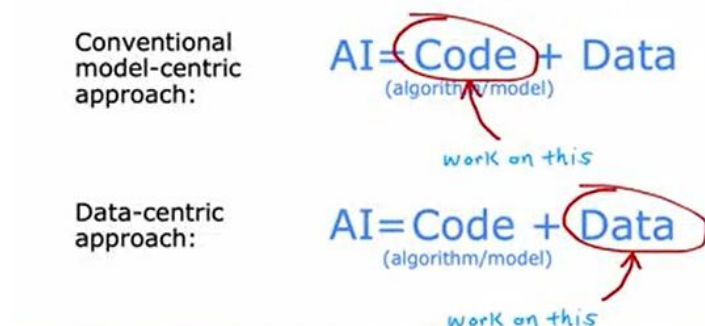 Conventional
model-centric
approach:
AI= Code + Data
(algorithm/model)
work on this
Data-centric
approach:
AI= Code + Data
(algorithm/model)
work on this